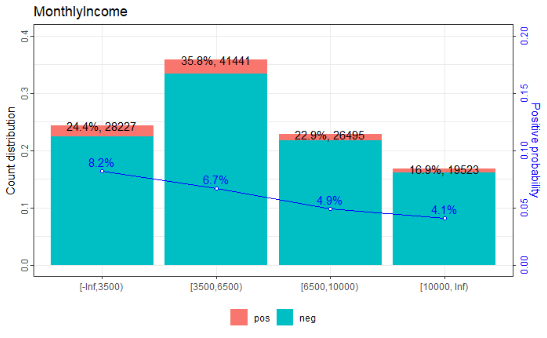 MonthlyIncome
0.4
0.3
0.2
0.1
0.0
Count distribution
35.8%, 41441
24.4%, 28227
22.9%, 26495
16.9%, 19523
8.2%
6.7%
4.9%
4.1%
0.20
0.15
0.10
0.05
0.00
Positive probability
[-Inf,3500)
[3500,6500)
[6500,10000)
[10000, Inf)
pos
neg